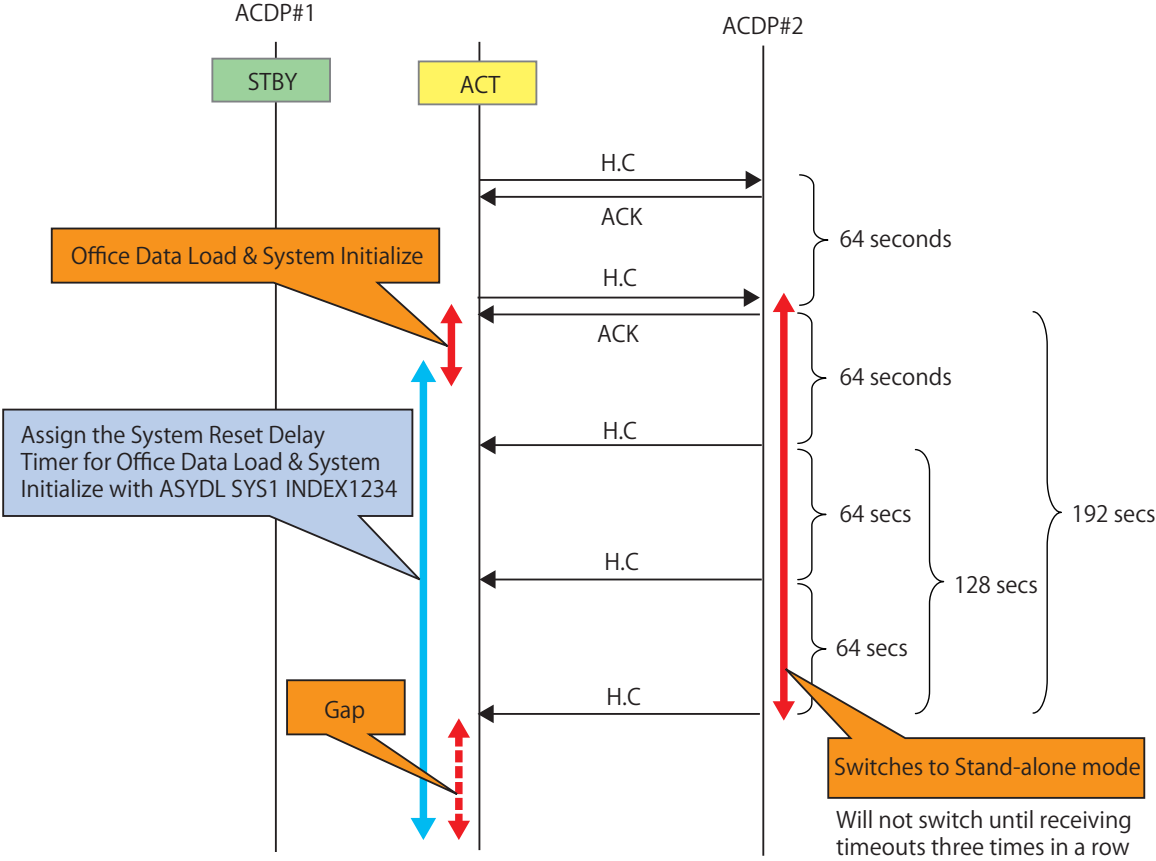 ACDP#1
ACDP#2
STBY
ACT
H.C
ACK
64 seconds
Office Data Load & System Initialize
H.C
ACK
64 seconds
Assign the System Reset Delay
Timer for Office Data Load & System
Initialize with ASYDL SYS1 INDEX1234
H.C
64 secs
192 secs
H.C
128 secs
64 secs
H.C
Gap
Switches to Stand-alone mode
Will not switch until receiving
timeouts three times in a row